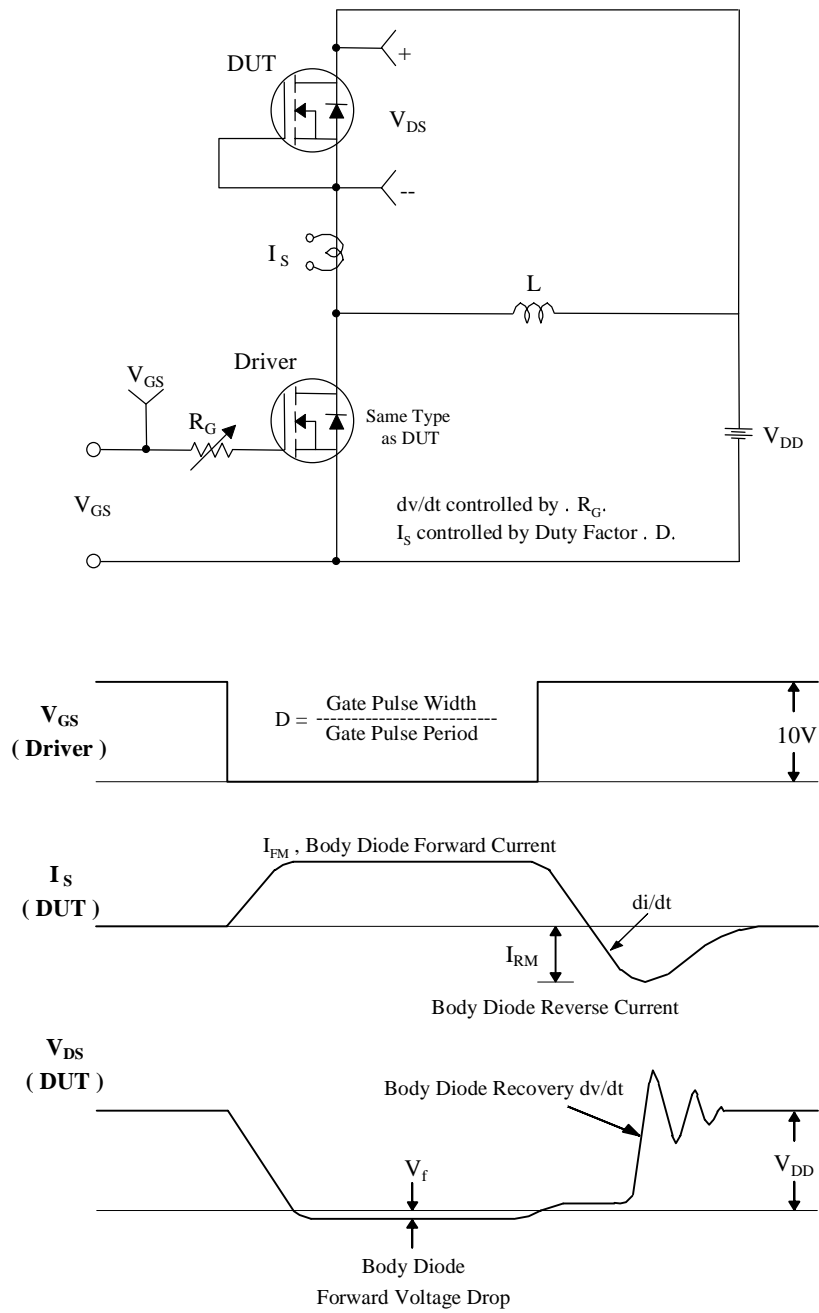 +
DUT
VDS
--
I S
L
Driver
VGS
RG
Same Type
as DUT
VDD
VGS
dv/dt controlled by . RG.
IS controlled by Duty Factor . D.
VGS
( Driver )
D = Gate Pulse Width
--------------------------
Gate Pulse Period
10V
IFM , Body Diode Forward Current
I S
( DUT )
di/dt
IRM
Body Diode Reverse Current
VDS
( DUT )
Body Diode Recovery dv/dt
Vf
VDD
Body Diode
Forward Voltage Drop